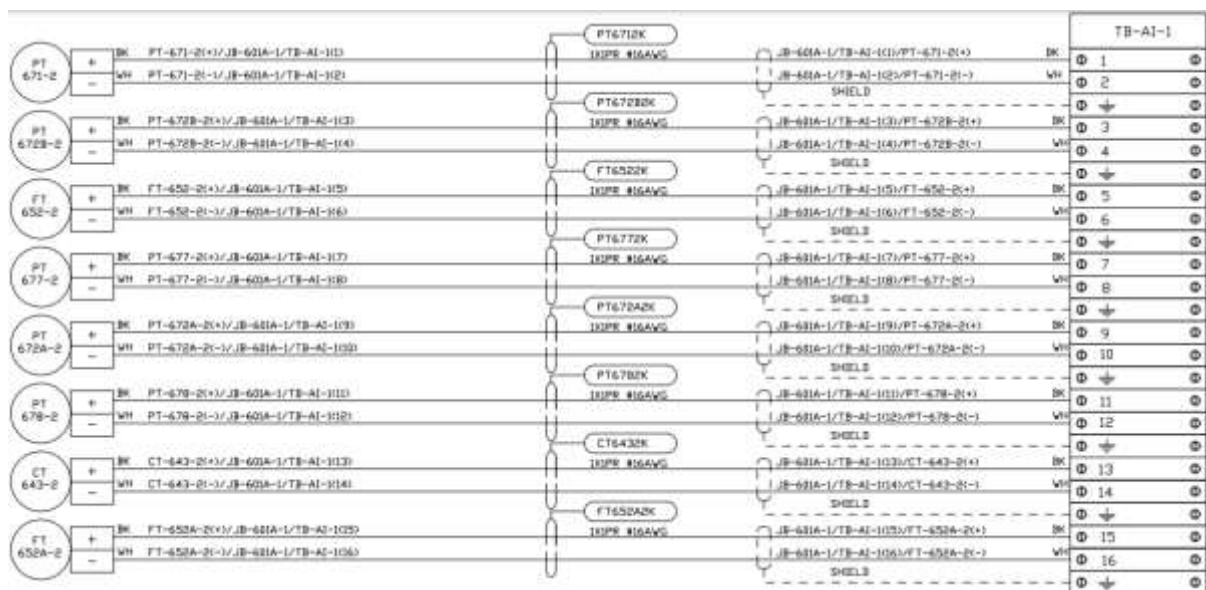 TB-AI-1
PT6712K
PT 671-2
+ BK PT-671-2(+)/JB-601A-1/TB-AI-1(1) 1X1PR #16AWG JB-601A-1/TB-AI-1(1)/PT-671-2(+) BK 1
- WH PT-671-2(-)/JB-601A-1/TB-AI-1(2) JB-601A-1/TB-AI-1(2)/PT-671-2(-) WH 2
SHIELD
PT672B2K
PT 672B-2
+ BK PT-672B-2(+)/JB-601A-1/TB-AI-1(3) 1X1PR #16AWG JB-601A-1/TB-AI-1(3)/PT-672B-2(+) BK 3
- WH PT-672B-2(-)/JB-601A-1/TB-AI-1(4) JB-601A-1/TB-AI-1(4)/PT-672B-2(-) WH 4
SHIELD
FT6522K
FT 652-2
+ BK FT-652-2(+)/JB-601A-1/TB-AI-1(5) 1X1PR #16AWG JB-601A-1/TB-AI-1(5)/FT-652-2(+) BK 5
- WH FT-652-2(-)/JB-601A-1/TB-AI-1(6) JB-601A-1/TB-AI-1(6)/FT-652-2(-) WH 6
SHIELD
PT6772K
PT 677-2
+ BK PT-677-2(+)/JB-601A-1/TB-AI-1(7) 1X1PR #16AWG JB-601A-1/TB-AI-1(7)/PT-677-2(+) BK 7
- WH PT-677-2(-)/JB-601A-1/TB-AI-1(8) JB-601A-1/TB-AI-1(8)/PT-677-2(-) WH 8
SHIELD
PT672A2K
PT 672A-2
+ BK PT-672A-2(+)/JB-601A-1/TB-AI-1(9) 1X1PR #16AWG JB-601A-1/TB-AI-1(9)/PT-672A-2(+) BK 9
- WH PT-672A-2(-)/JB-601A-1/TB-AI-1(10) JB-601A-1/TB-AI-1(10)/PT-672A-2(-) WH 10
SHIELD
PT6782K
PT 678-2
+ BK PT-678-2(+)/JB-601A-1/TB-AI-1(11) 1X1PR #16AWG JB-601A-1/TB-AI-1(11)/PT-678-2(+) BK 11
- WH PT-678-2(-)/JB-601A-1/TB-AI-1(12) JB-601A-1/TB-AI-1(12)/PT-678-2(-) WH 12
SHIELD
CT6432K
CT 643-2
+ BK CT-643-2(+)/JB-601A-1/TB-AI-1(13) 1X1PR #16AWG JB-601A-1/TB-AI-1(13)/CT-643-2(+) BK 13
- WH CT-643-2(-)/JB-601A-1/TB-AI-1(14) JB-601A-1/TB-AI-1(14)/CT-643-2(-) WH 14
SHIELD
FT652A2K
FT 652A-2
+ BK FT-652A-2(+)/JB-601A-1/TB-AI-1(15) 1X1PR #16AWG JB-601A-1/TB-AI-1(15)/FT-652A-2(+) BK 15
- WH FT-652A-2(-)/JB-601A-1/TB-AI-1(16) JB-601A-1/TB-AI-1(16)/FT-652A-2(-) WH 16
SHIELD